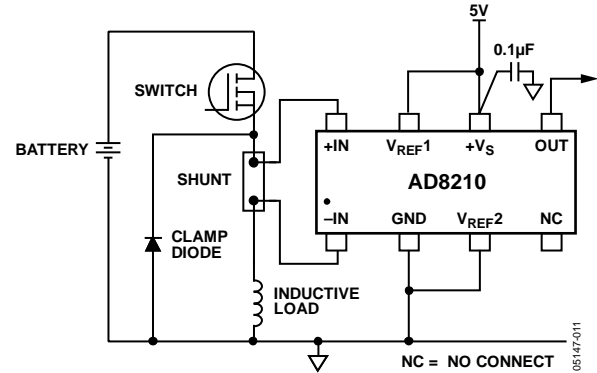 5V
0.1µF
SWITCH
BATTERY
SHUNT
CLAMP
DIODE
INDUCTIVE
LOAD
+IN VREF1 +VS OUT
AD8210
–IN GND VREF2 NC
NC = NO CONNECT
05147-011